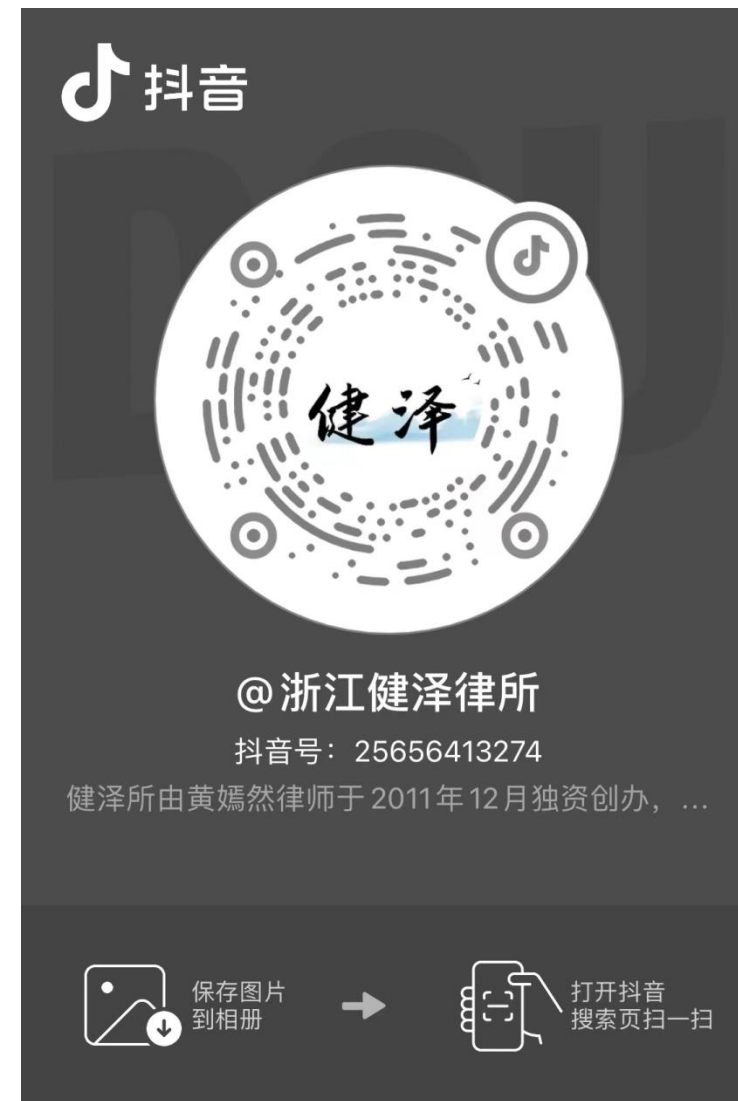 抖音
健泽
@浙江健泽律所
抖音号：25656413274
健泽所由黄嫣然律师于2011年12月独资创办，...
保存图片
到相册
打开抖音
搜索页扫一扫